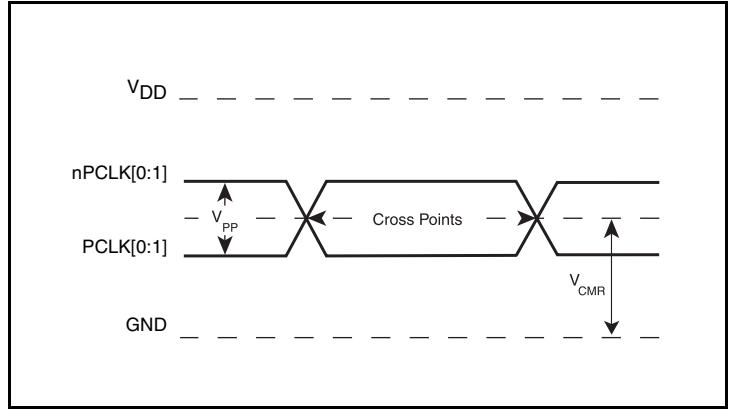 VDD
nPCLK[0:1]
VPP
Cross Points
PCLK[0:1]
VCMR
GND